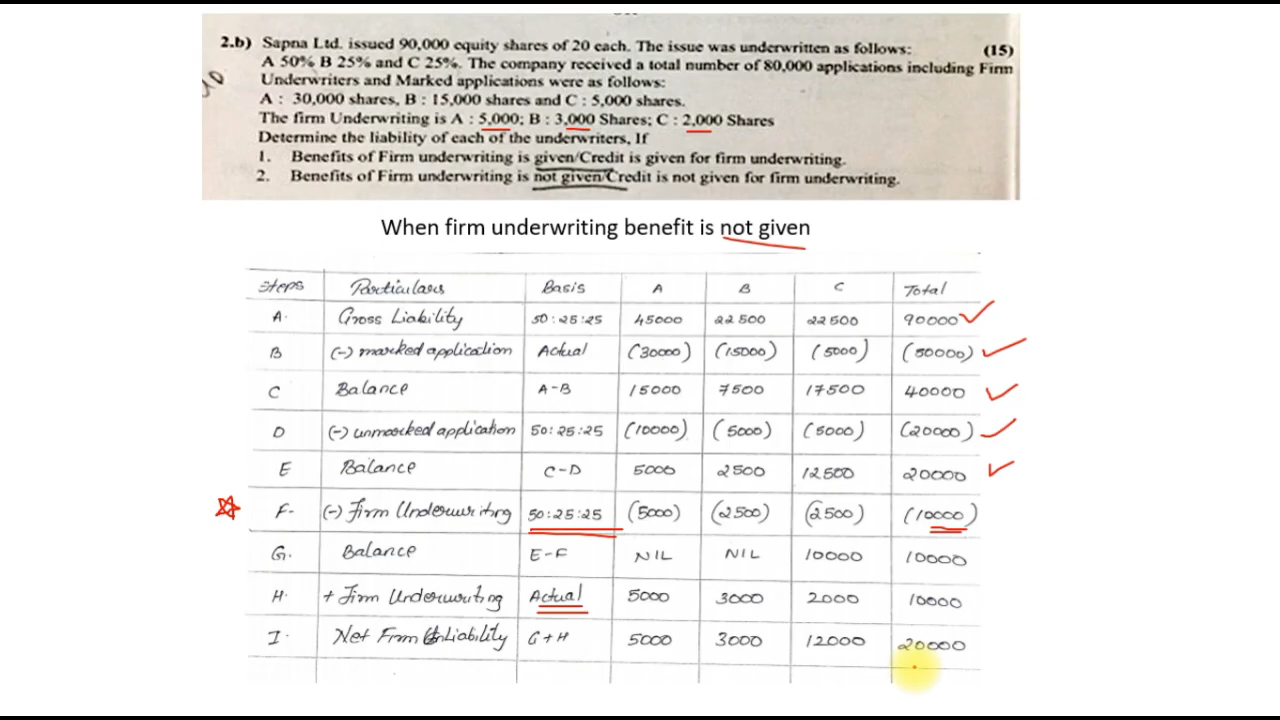 2.b) Sapna Ltd. issued 90,000 equity shares of 20 each. The issue was underwritten as follows: (15)
A 50% B 25% and C 25%. The company received a total number of 80,000 applications including Firm
Underwriters and Marked applications were as follows:
A : 30,000 shares, B : 15,000 shares and C : 5,000 shares.
The firm Underwriting is A : 5,000; B : 3,000 Shares; C : 2,000 Shares
Determine the liability of each of the underwriters, If
1. Benefits of Firm underwriting is given/Credit is given for firm underwriting.
2. Benefits of Firm underwriting is not given/Credit is not given for firm underwriting.
When firm underwriting benefit is not given
Steps Particulars Basis A B C Total
A. Gross Liability 50:25:25 45000 22500 22500 90000
B (-) marked application Actual (30000) (15000) (5000) (50000)
C Balance A-B 15000 7500 17500 40000
D (-) unmarked application 50:25:25 (10000) (5000) (5000) (20000)
E Balance C-D 5000 2500 12500 20000
F- (-) Firm Underwriting 50:25:25 (5000) (2500) (2500) (10000)
G. Balance E-F NIL NIL 10000 10000
H. + Firm Underwriting Actual 5000 3000 2000 10000
I. Net Liability G+H 5000 3000 12000 20000